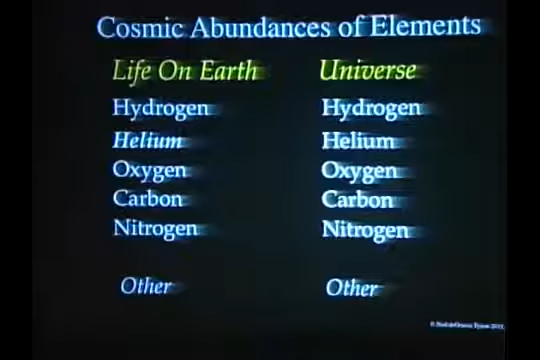 Cosmic Abundances of Elements
Life On Earth Universe
Hydrogen Hydrogen
Helium Helium
Oxygen Oxygen
Carbon Carbon
Nitrogen Nitrogen
Other Other